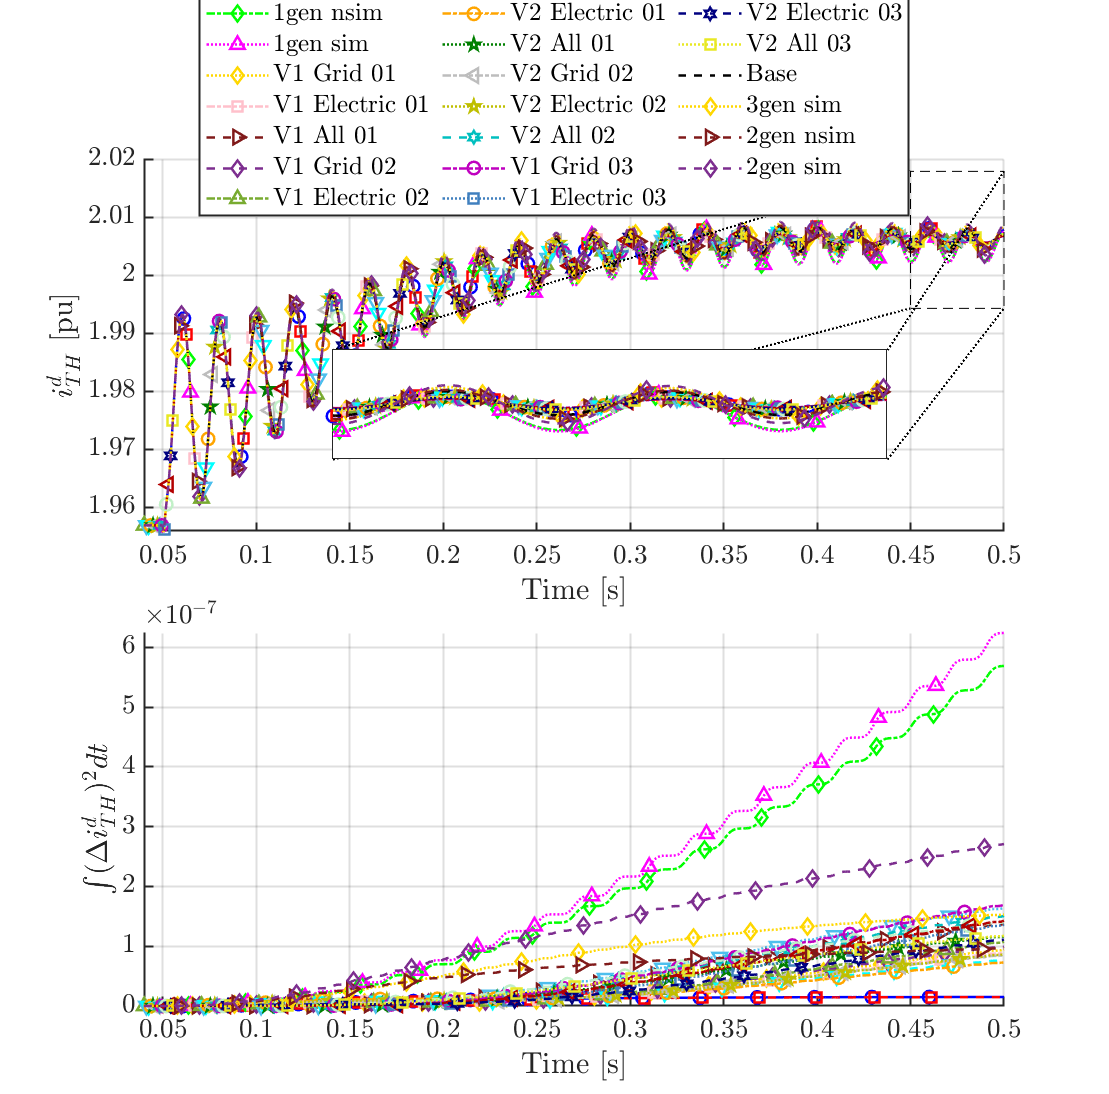 1gen nsim V2 Electric 01 V2 Electric 03
1gen sim V2 All 01 V2 All 03
V1 Grid 01 V2 Grid 02 Base
V1 Electric 01 V2 Electric 02 3gen sim
V1 All 01 V2 All 02 2gen nsim
V1 Grid 02 V1 Grid 03 2gen sim
V1 Electric 02 V1 Electric 03
2.02
2.01
2
1.99
1.98
1.97
1.96
i^d_{TH} [pu]
0.05 0.1 0.15 0.2 0.25 0.3 0.35 0.4 0.45 0.5
Time [s]
×10^{-7}
6
5
4
3
2
1
0
∫(Δi^d_{TH})^2dt
0.05 0.1 0.15 0.2 0.25 0.3 0.35 0.4 0.45 0.5
Time [s]